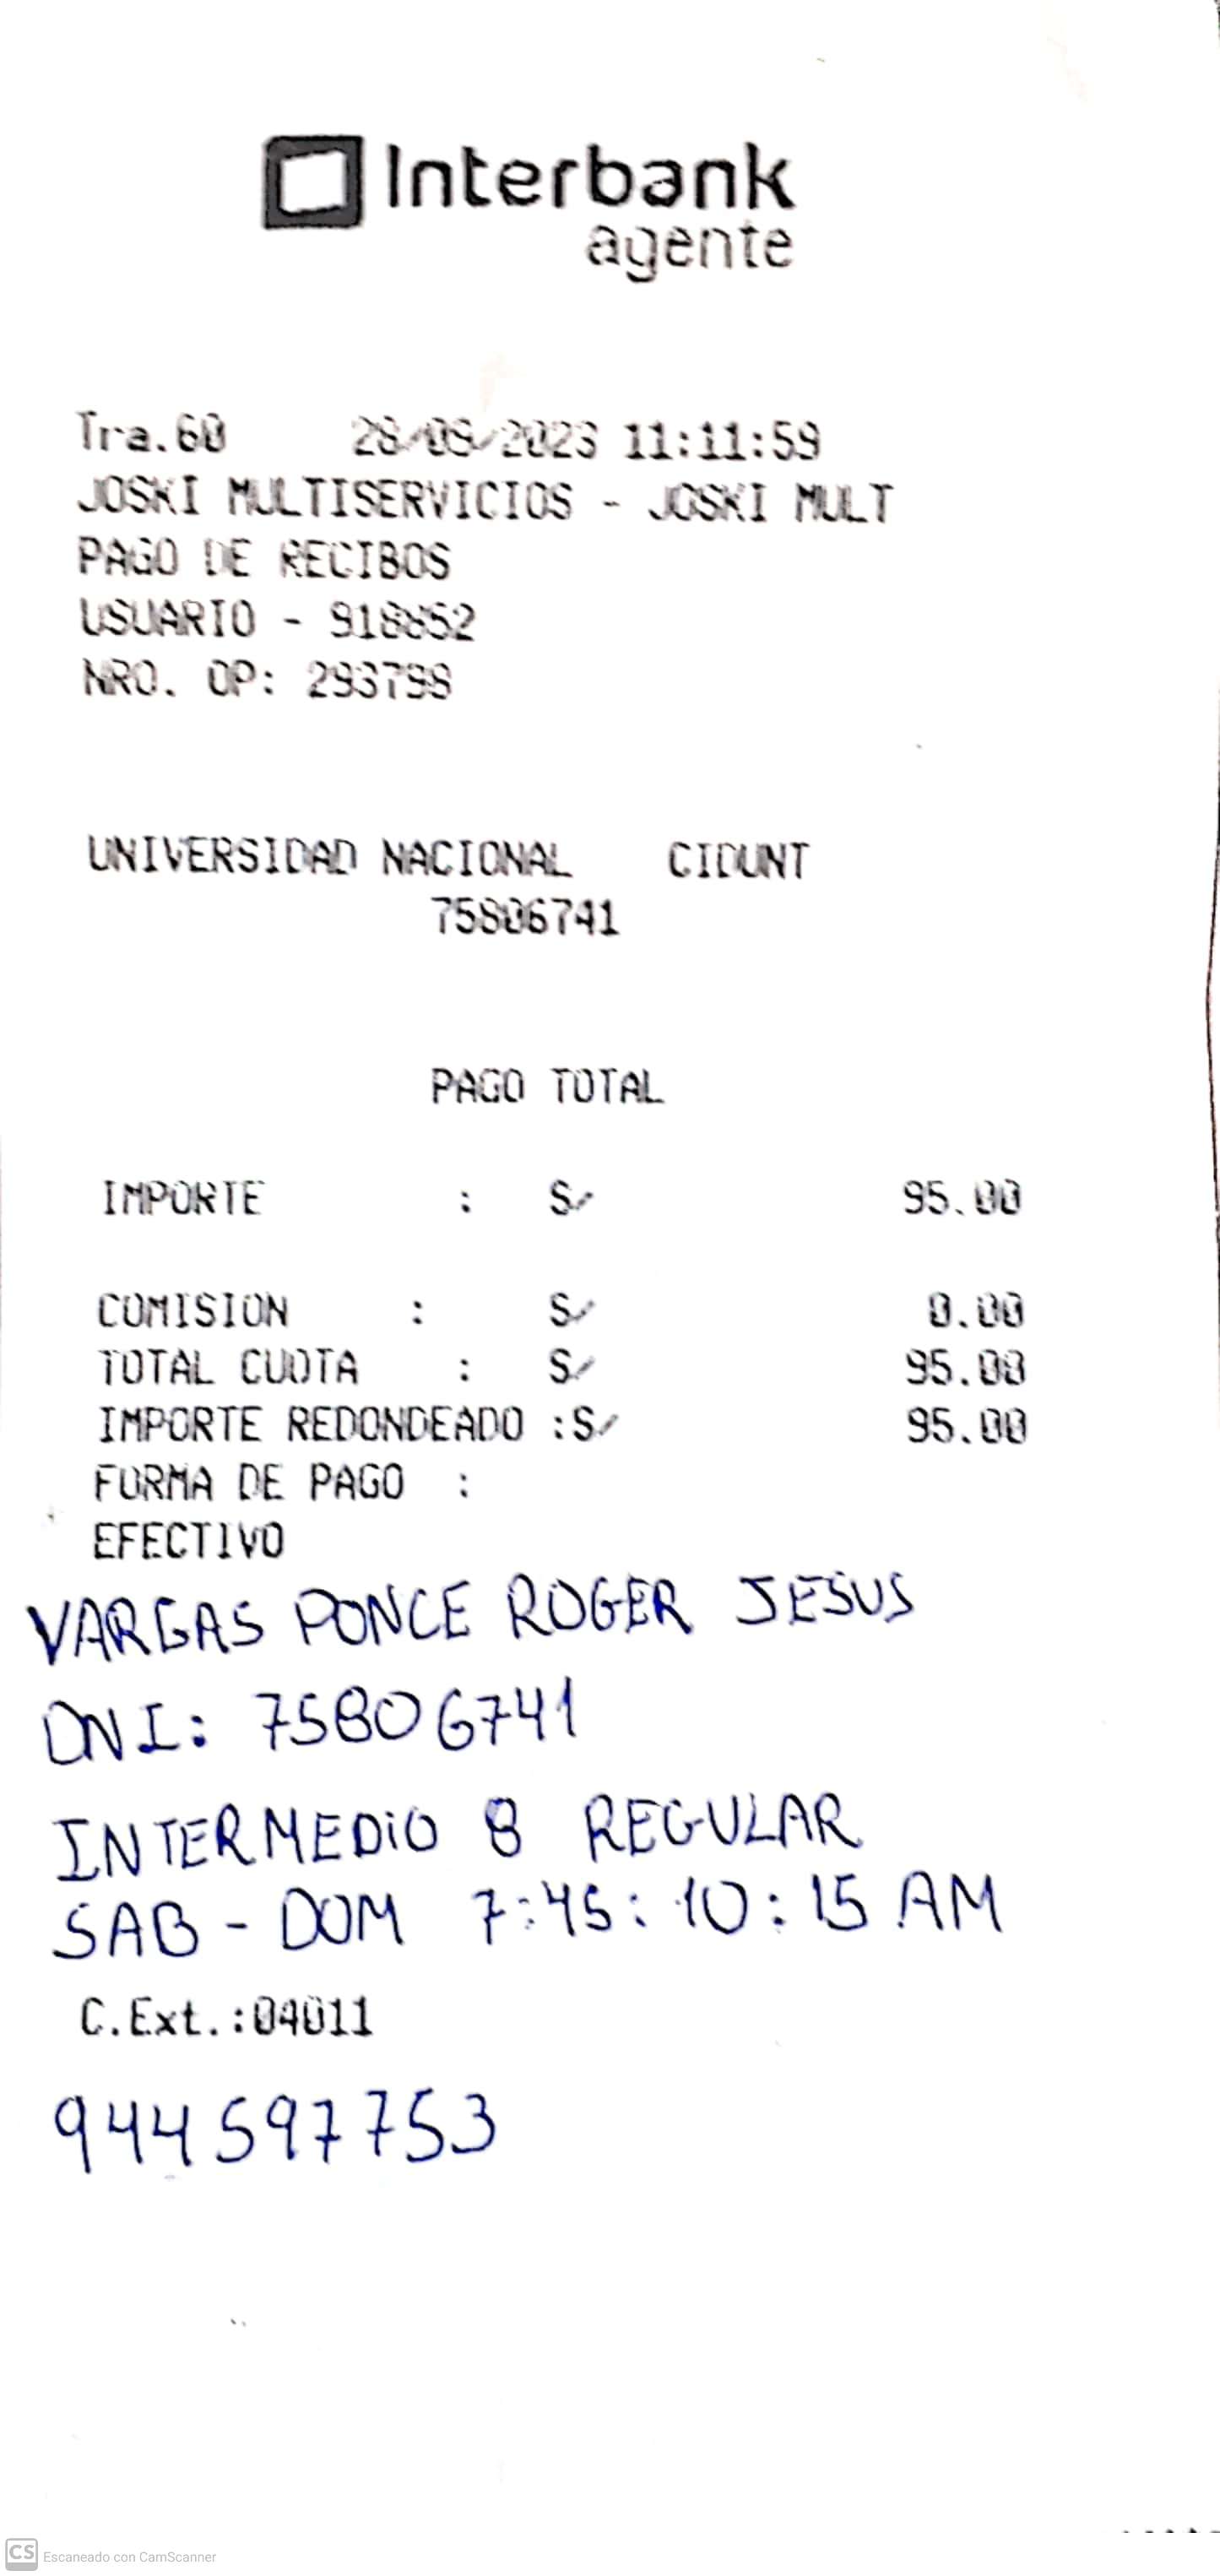 Interbank
agente
Tra.60 28/09/2023 11:11:59
JOSKI MULTISERVICIOS - JOSKI MULT
PAGO DE RECIBOS
USUARIO - 918852
NRO. OP: 293798
UNIVERSIDAD NACIONAL CIDUNT
75806741
PAGO TOTAL
IMPORTE : S/ 95.00
COMISION : S/ 0.00
TOTAL CUOTA : S/ 95.00
IMPORTE REDONDEADO :S/ 95.00
FORMA DE PAGO :
EFECTIVO
VARGAS PONCE ROGER JESUS
DNI: 75806741
INTERMEDIO 8 REGULAR
SAB - DOM 7:45: 10:15 AM
C.Ext.:04011
944597753
CS Escaneado con CamScanner